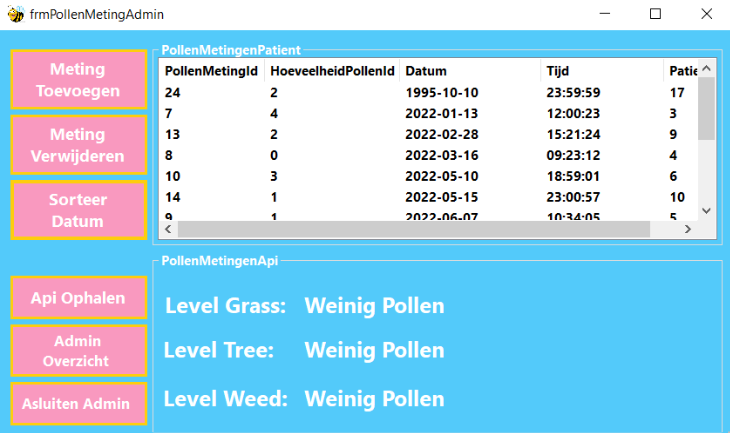 frmPollenMetingAdmin
Meting
Toevoegen
Meting
Verwijderen
Sorteer
Datum
Api Ophalen
Admin
Overzicht
Asluiten Admin
PollenMetingenPatient
PollenMetingId HoeveelheidPollenId Datum Tijd Patie
24 2 1995-10-10 23:59:59 17
7 4 2022-01-13 12:00:23 3
13 2 2022-02-28 15:21:24 9
8 0 2022-03-16 09:23:12 4
10 3 2022-05-10 18:59:01 6
14 1 2022-05-15 23:00:57 10
9 1 2022-06-07 10:34:05 5
PollenMetingenApi
Level Grass: Weinig Pollen
Level Tree: Weinig Pollen
Level Weed: Weinig Pollen